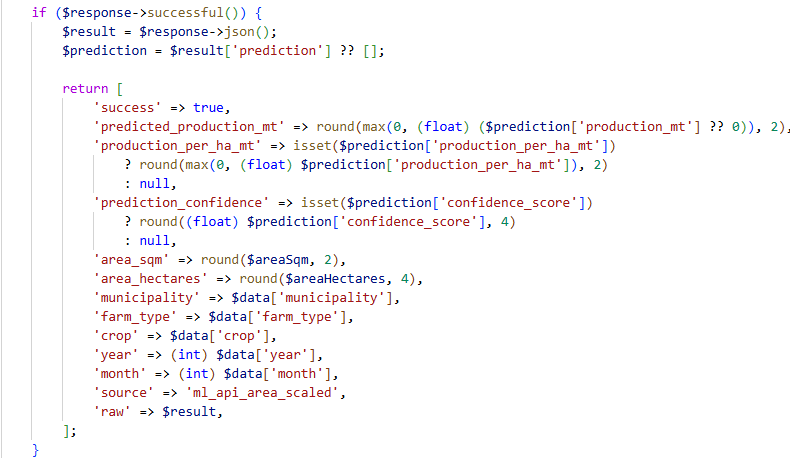 if ($response->successful()) {
    $result = $response->json();
    $prediction = $result['prediction'] ?? [];

    return [
        'success' => true,
        'predicted_production_mt' => round(max(0, (float) ($prediction['production_mt'] ?? 0)), 2),
        'production_per_ha_mt' => isset($prediction['production_per_ha_mt'])
            ? round(max(0, (float) $prediction['production_per_ha_mt']), 2)
            : null,
        'prediction_confidence' => isset($prediction['confidence_score'])
            ? round((float) $prediction['confidence_score'], 4)
            : null,
        'area_sqm' => round($areaSqm, 2),
        'area_hectares' => round($areaHectares, 4),
        'municipality' => $data['municipality'],
        'farm_type' => $data['farm_type'],
        'crop' => $data['crop'],
        'year' => (int) $data['year'],
        'month' => (int) $data['month'],
        'source' => 'ml_api_area_scaled',
        'raw' => $result,
    ];
}